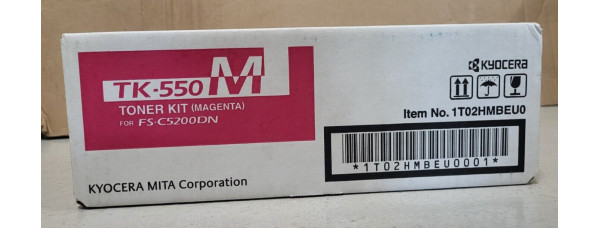 TK-550 M
TONER KIT (MAGENTA)
FOR FS-C5200DN
KYOCERA MITA Corporation
KYOCERA
Item No. 1T02HMBEU0
*1T02HMBEU0001*